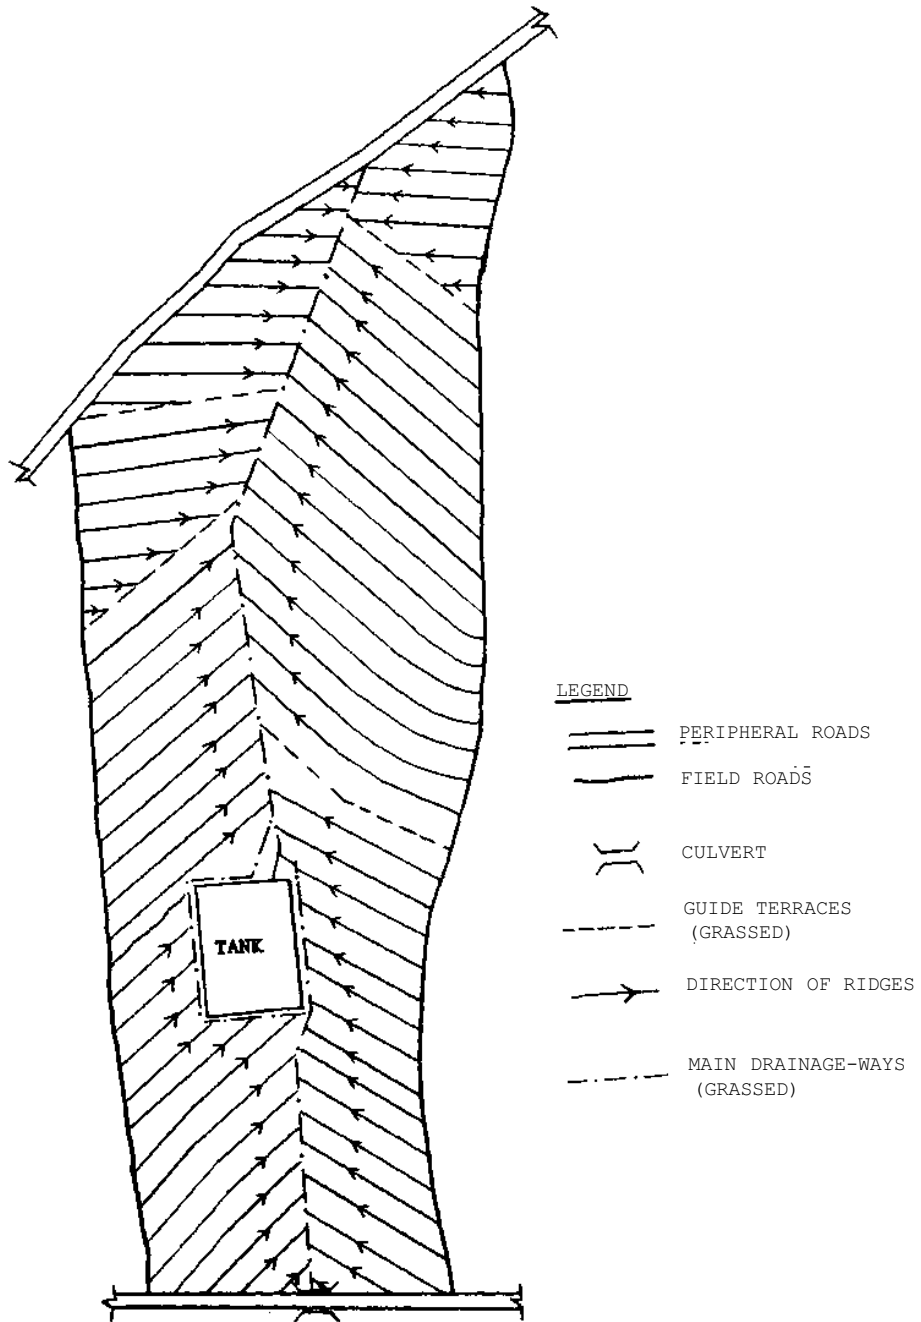 TANK
LEGEND
PERIPHERAL ROADS
FIELD ROADS
CULVERT
GUIDE TERRACES
(GRASSED)
DIRECTION OF RIDGES
MAIN DRAINAGE-WAYS
(GRASSED)